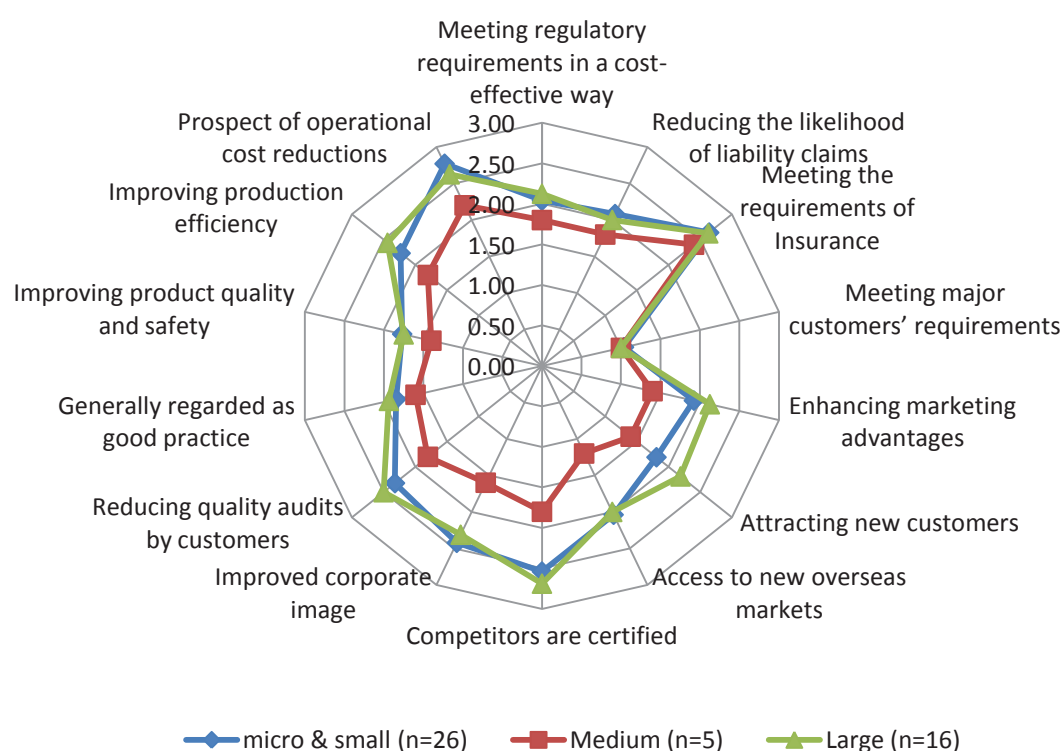 Meeting regulatory
requirements in a cost-
effective way
Reducing the likelihood
of liability claims
Meeting the
requirements of
Insurance
Meeting major
customers’ requirements
Enhancing marketing
advantages
Attracting new customers
Access to new overseas
markets
Competitors are certified
Improved corporate
image
Reducing quality audits
by customers
Generally regarded as
good practice
Improving product quality
and safety
Improving production
efficiency
Prospect of operational
cost reductions
3.00
2.50
2.00
1.50
1.00
0.50
0.00
micro & small (n=26)
Medium (n=5)
Large (n=16)